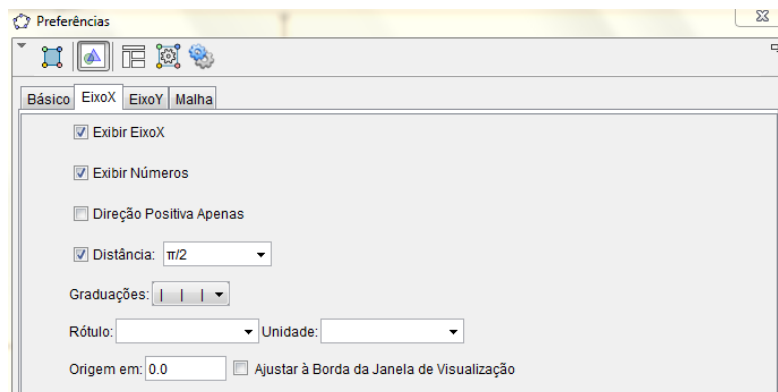 Preferências
Básico EixoX EixoY Malha
Exibir EixoX
Exibir Números
Direção Positiva Apenas
Distância: π/2
Graduações:
Rótulo: Unidade:
Origem em: 0.0 Ajustar à Borda da Janela de Visualização